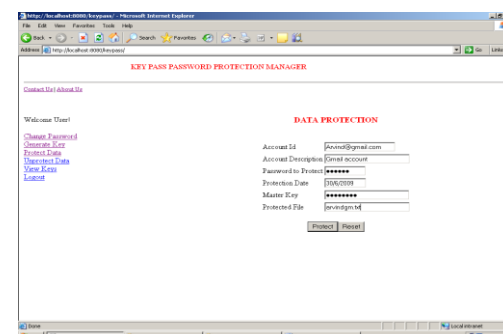 http://localhost:8080/keypass/ - Microsoft Internet Explorer
File Edit View Favorites Tools Help
Back Search Favorites
Address http://localhost:8080/keypass/ Go Links
KEY PASS PASSWORD PROTECTION MANAGER
Contact Us| About Us
Welcome User!
Change Password
Generate Key
Protect Data
Unprotect Data
View Keys
Logout
DATA PROTECTION
Account Id Arvind@gmail.com
Account Description Gmail account
Password to Protect ••••••
Protection Date 30/6/2009
Master Key ••••••••
Protected File arvindgm.txt
Protect Reset
Done Local intranet